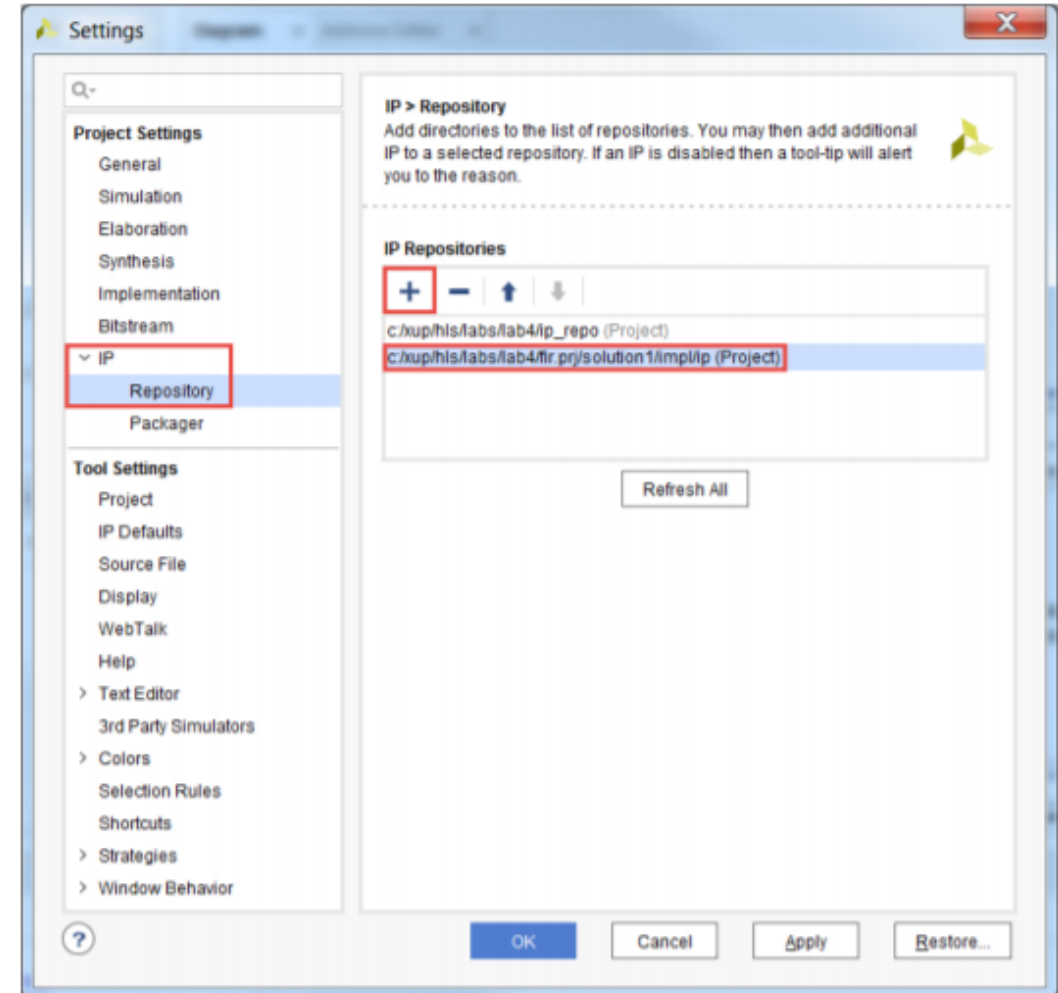 Settings
Project Settings
General
Simulation
Elaboration
Synthesis
Implementation
Bitstream
IP
Repository
Packager
Tool Settings
Project
IP Defaults
Source File
Display
WebTalk
Help
Text Editor
3rd Party Simulators
Colors
Selection Rules
Shortcuts
Strategies
Window Behavior
IP > Repository
Add directories to the list of repositories. You may then add additional
IP to a selected repository. If an IP is disabled then a tool-tip will alert
you to the reason.
IP Repositories
c:/xup/hls/labs/lab4/ip_repo (Project)
c:/xup/hls/labs/lab4/fir.prj/solution1/impl/ip (Project)
Refresh All
?
OK
Cancel
Apply
Restore...